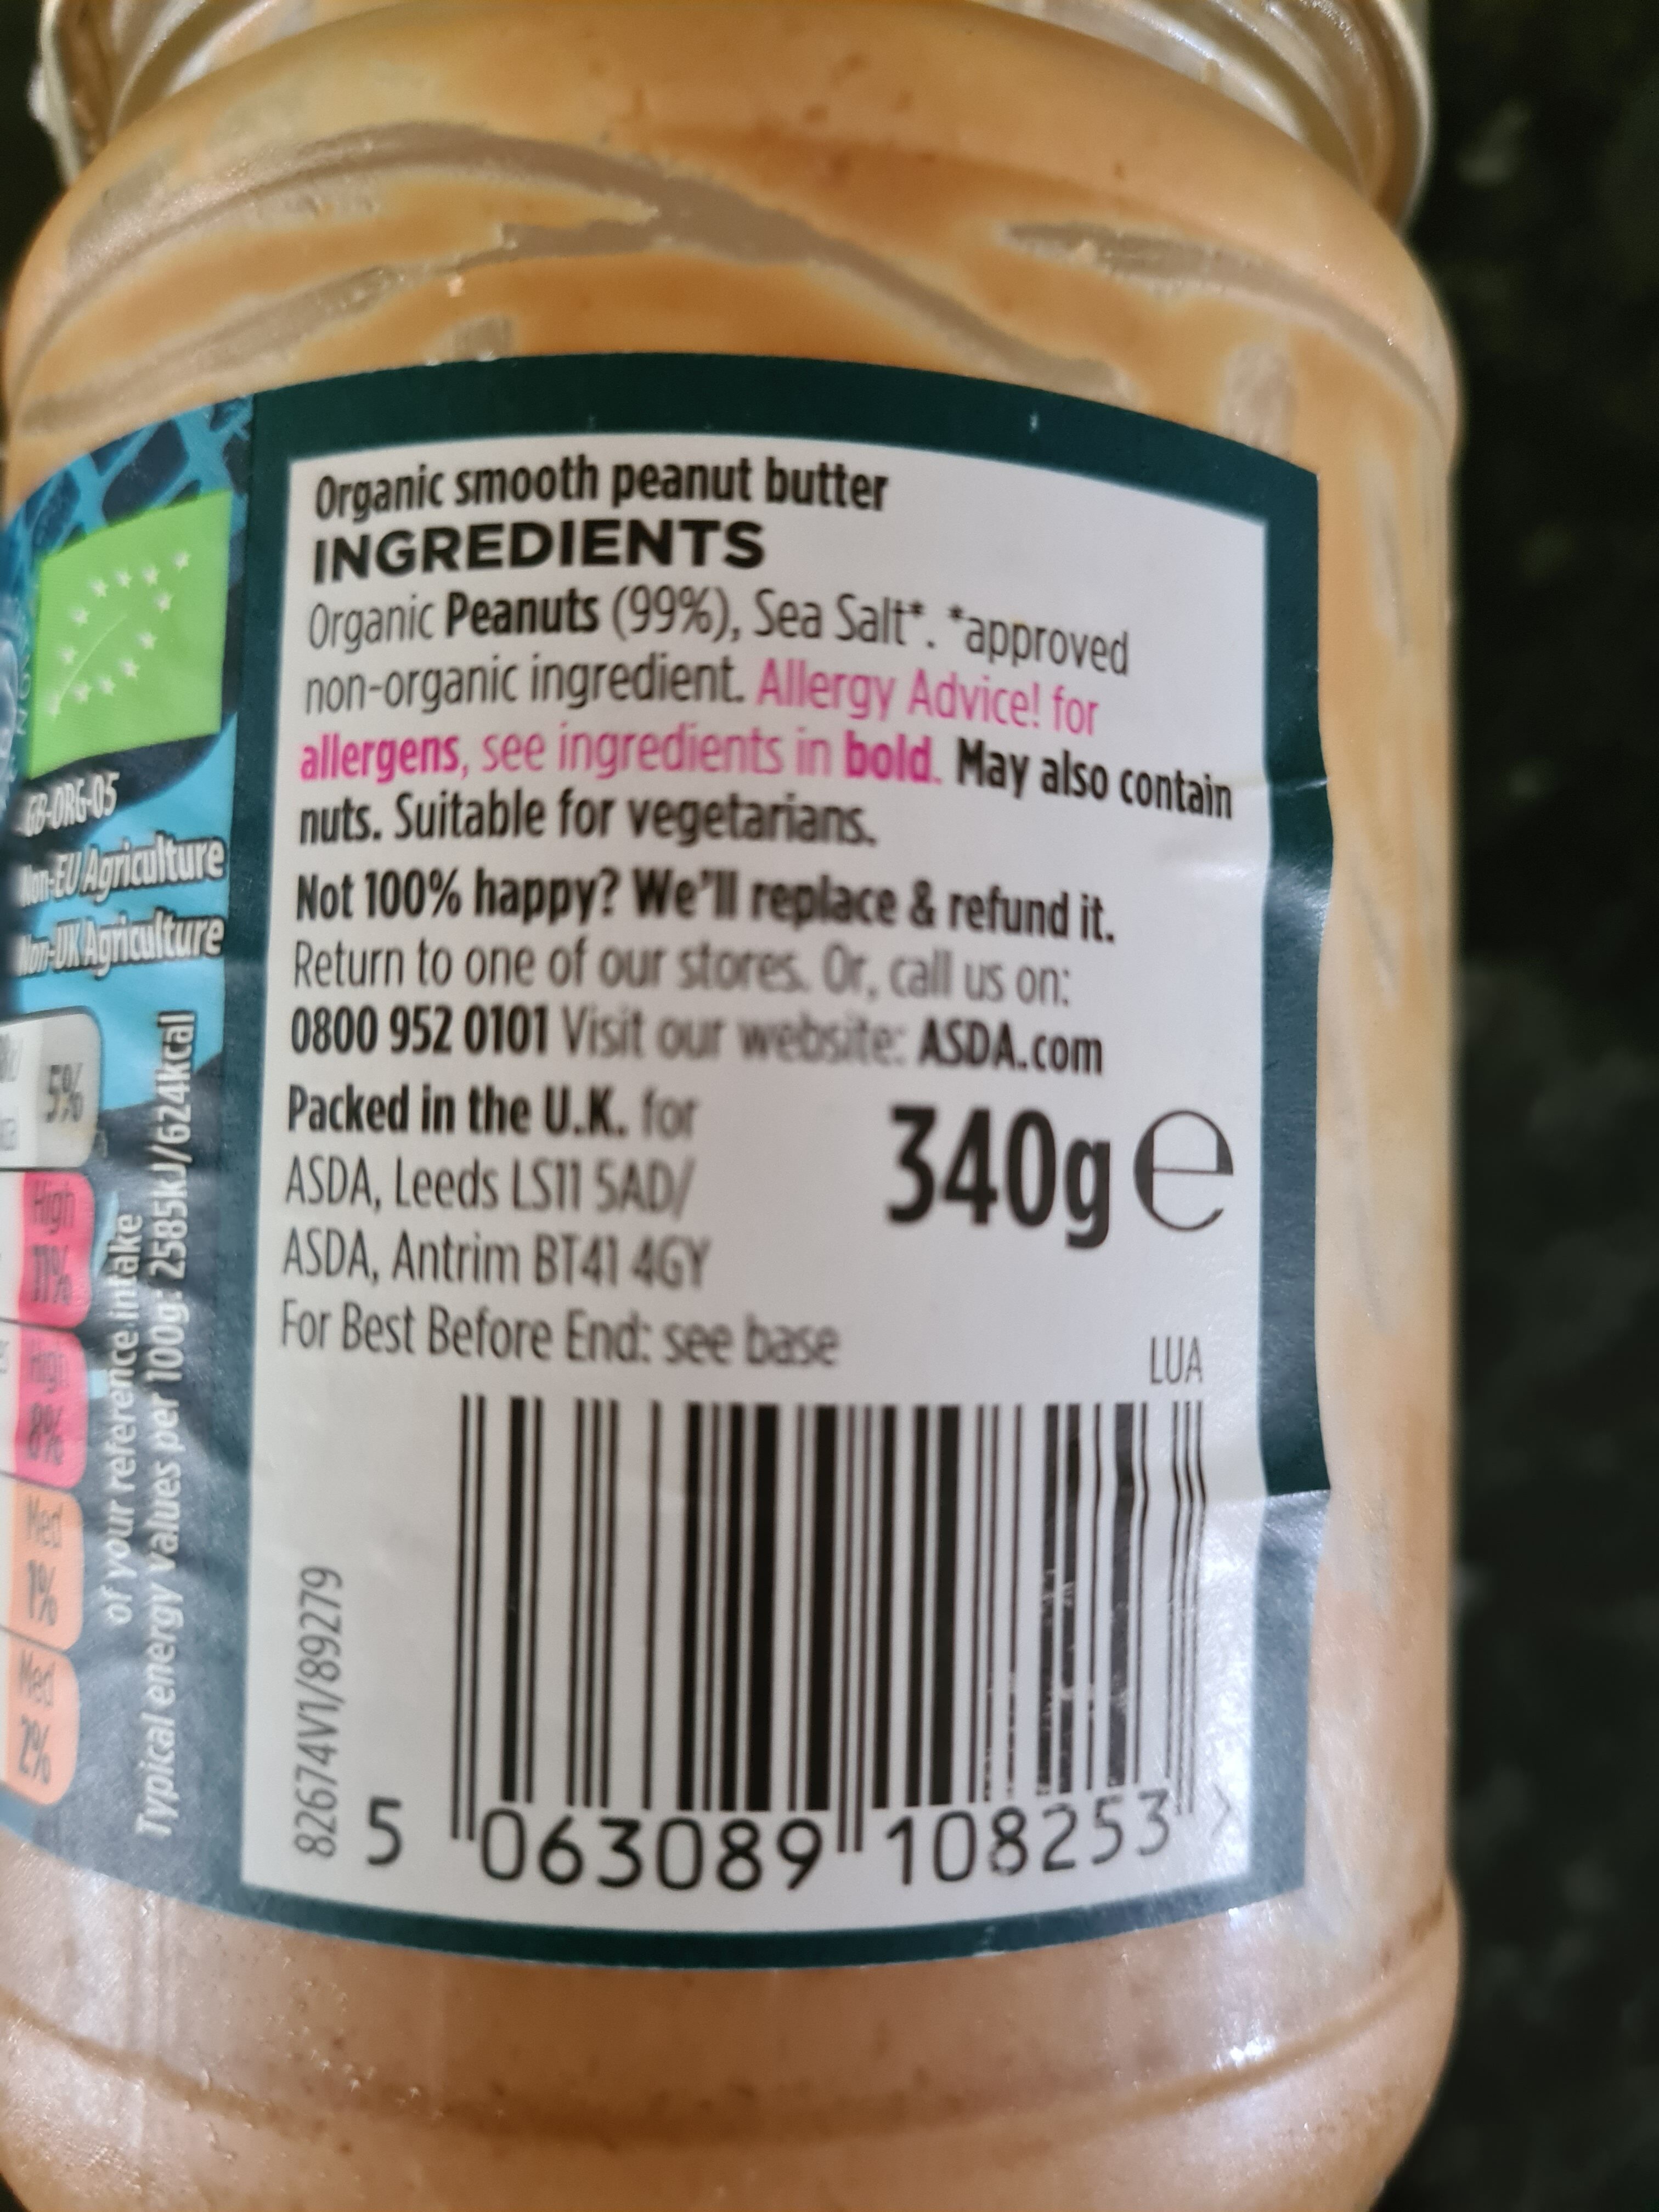 Organic smooth peanut butter
INGREDIENTS
Organic Peanuts (99%), Sea Salt*. *approved
non-organic ingredient. Allergy Advice! for
allergens, see ingredients in bold. May also contain
nuts. Suitable for vegetarians.
Not 100% happy? We'll replace & refund it.
Return to one of our stores. Or, call us on:
0800 952 0101 Visit our website: ASDA.com
Packed in the U.K. for
ASDA, Leeds LS11 5AD/
ASDA, Antrim BT41 4GY
340g e
For Best Before End: see base
LUA
82674V1/89279
5 063089 108253 >
GB-ORG-05
Non-EU Agriculture
Non-UK Agriculture
5%
High
11%
High
8%
Med
1%
Med
2%
of your reference intake
Typical energy values per 100g: 2585kJ/624kcal